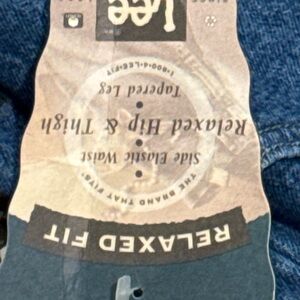 RELAXED FIT
THE BRAND THAT FITS
Side Elastic Waist
Relaxed Hip & Thigh
Tapered Leg
1-800-4-LEE-FIT
Lee